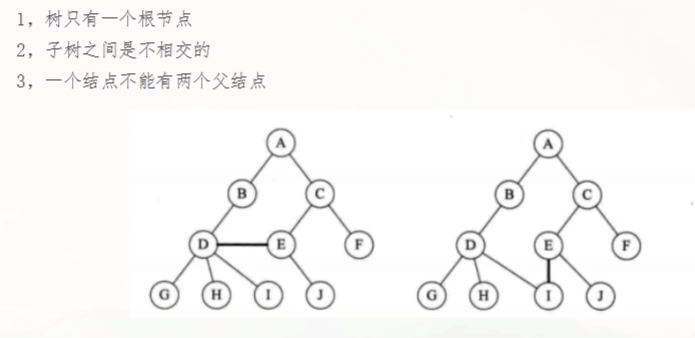 1，树只有一个根节点
2，子树之间是不相交的
3，一个结点不能有两个父结点
A A
B C B C
D E F D E F
G H I J G H I J